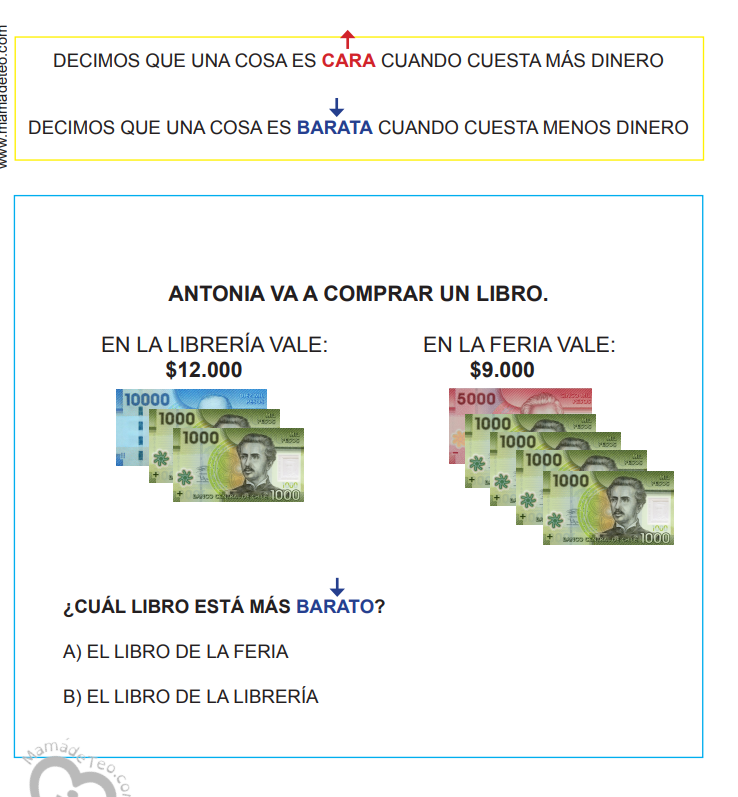 www.mamadeteo.com
DECIMOS QUE UNA COSA ES CARA CUANDO CUESTA MÁS DINERO
DECIMOS QUE UNA COSA ES BARATA CUANDO CUESTA MENOS DINERO
ANTONIA VA A COMPRAR UN LIBRO.
EN LA LIBRERÍA VALE:
$12.000
EN LA FERIA VALE:
$9.000
10000
1000
1000
1000
5000
1000
1000
1000
1000
1000
¿CUÁL LIBRO ESTÁ MÁS BARATO?
A) EL LIBRO DE LA FERIA
B) EL LIBRO DE LA LIBRERÍA
MamádeTeo.co